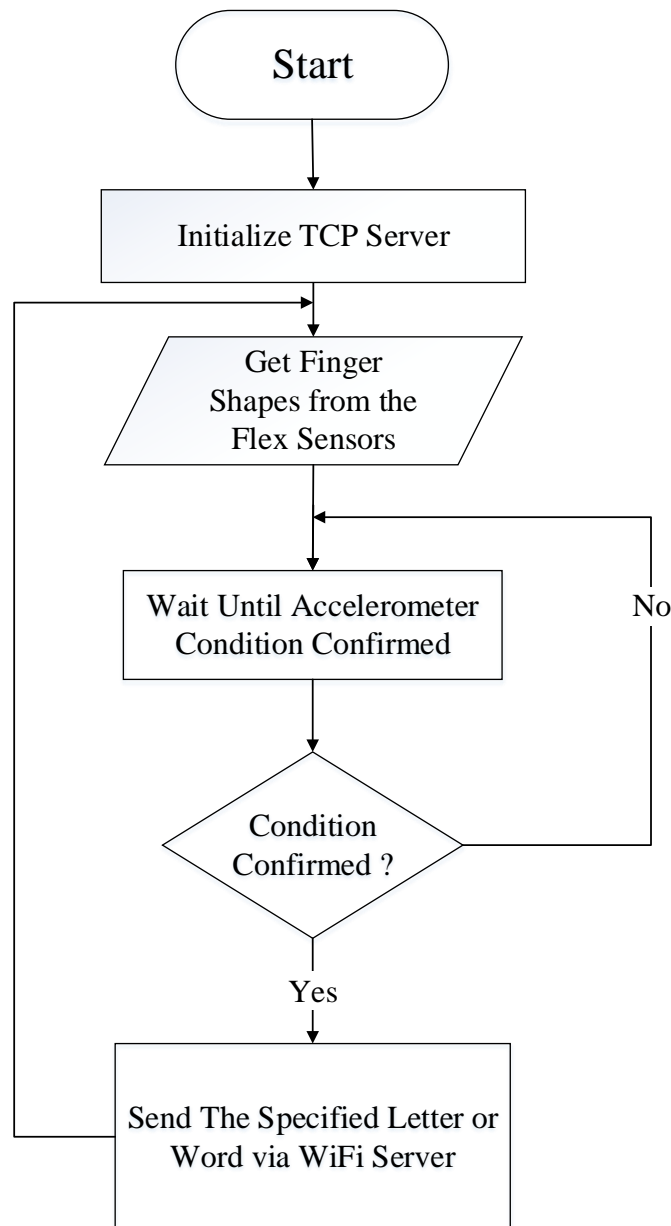 Start
Initialize TCP Server
Get Finger
Shapes from the
Flex Sensors
Wait Until Accelerometer
Condition Confirmed
No
Condition
Confirmed ?
Yes
Send The Specified Letter or
Word via WiFi Server